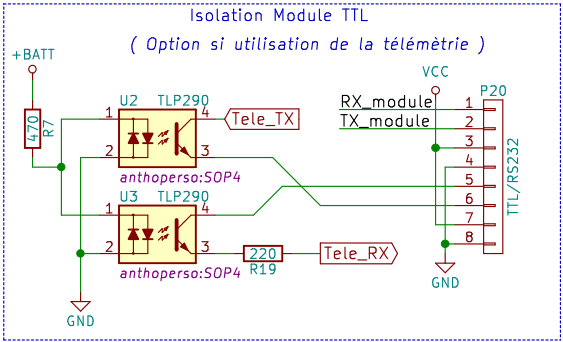 Isolation Module TTL
( Option si utilisation de la télémètrie )
+BATT
VCC
U2 TLP290
P20
RX_module 1
TX_module 2
1 4 Tele_TX
470
R7
3
2 3
4
anthoperso:SOP4
U3 TLP290
5
6
TTL/RS232
1 4
7
2 3
8
220
R19
Tele_RX
anthoperso:SOP4
GND
GND